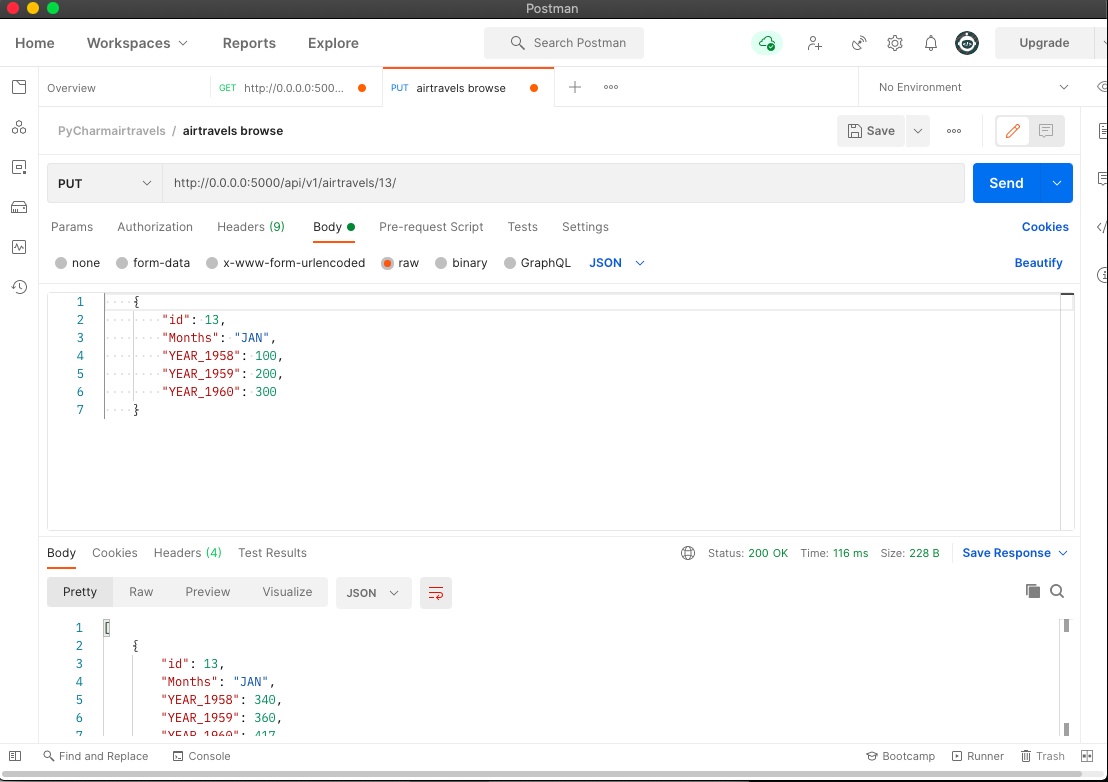 Postman
Home Workspaces Reports Explore Search Postman Upgrade
Overview GET http://0.0.0.0:500... PUT airtravels browse No Environment
PyCharmairtravels / airtravels browse Save
PUT http://0.0.0.0:5000/api/v1/airtravels/13/ Send
Params Authorization Headers (9) Body Pre-request Script Tests Settings Cookies
none form-data x-www-form-urlencoded raw binary GraphQL JSON Beautify
1 {
2 "id": 13,
3 "Months": "JAN",
4 "YEAR_1958": 100,
5 "YEAR_1959": 200,
6 "YEAR_1960": 300
7 }
Body Cookies Headers (4) Test Results Status: 200 OK Time: 116 ms Size: 228 B Save Response
Pretty Raw Preview Visualize JSON
1 [
2 {
3 "id": 13,
4 "Months": "JAN",
5 "YEAR_1958": 340,
6 "YEAR_1959": 360,
7 "YEAR_1960": 417
Find and Replace Console Bootcamp Runner Trash